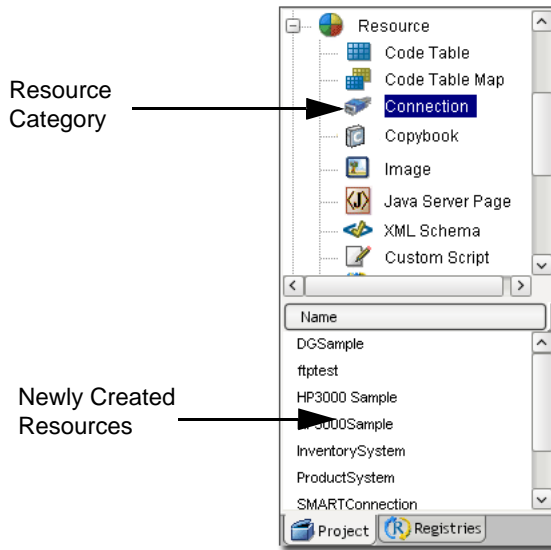 Resource
Code Table
Code Table Map
Resource
Category
Connection
Copybook
Image
Java Server Page
XML Schema
Custom Script
Name
DGSample
ftptest
HP3000 Sample
Newly Created
Resources
3000Sample
InventorySystem
ProductSystem
SMARTConnection
Project
Registries